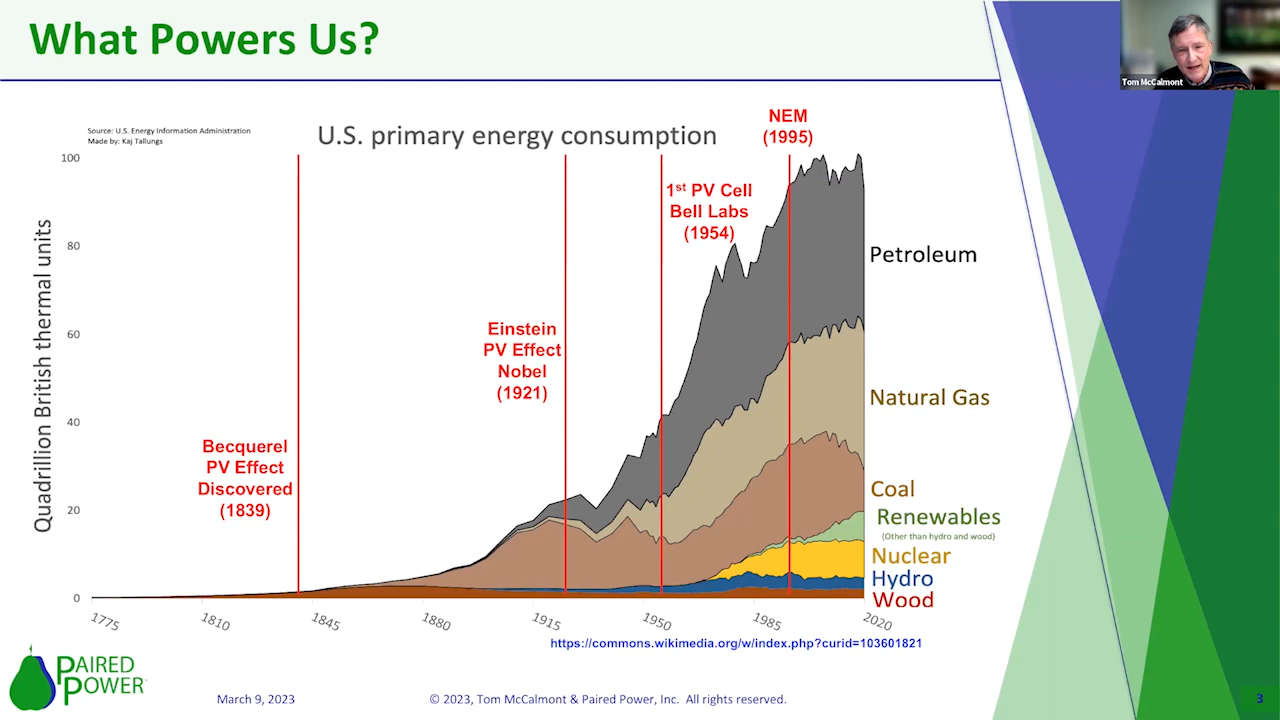 What Powers Us?
Tom McCalmont
Source: U.S. Energy Information Administration
Made by: Kaj Tallungs
U.S. primary energy consumption
NEM
(1995)
1st PV Cell
Bell Labs
(1954)
Einstein
PV Effect
Nobel
(1921)
Becquerel
PV Effect
Discovered
(1839)
Quadrillion British thermal units
100
80
60
40
20
0
1775
1810
1845
1880
1915
1950
1985
2020
Petroleum
Natural Gas
Coal
Renewables
(Other than hydro and wood)
Nuclear
Hydro
Wood
https://commons.wikimedia.org/w/index.php?curid=103601821
PAIRED
POWER
March 9, 2023
© 2023, Tom McCalmont & Paired Power, Inc. All rights reserved.
3